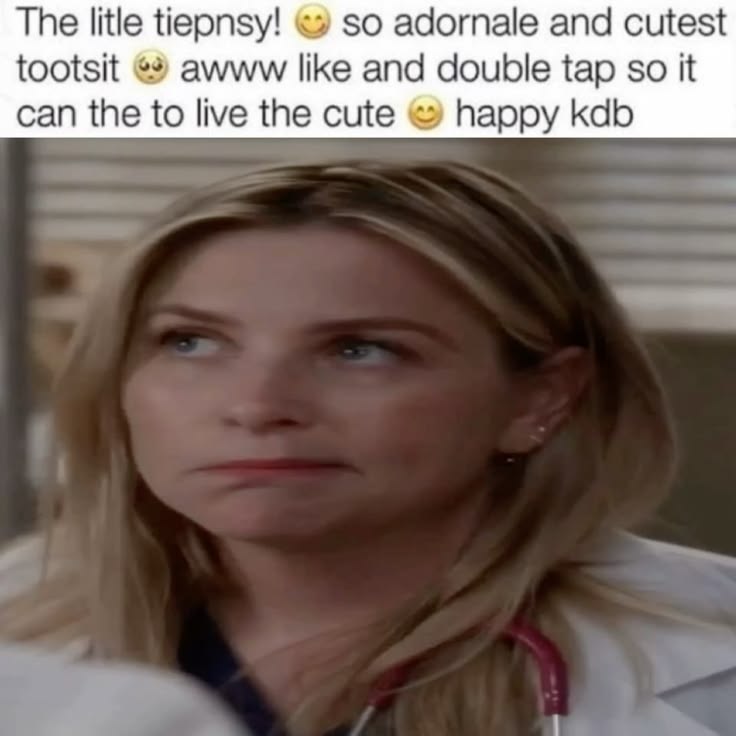 The litle tiepnsy! 😋 so adornale and cutest
tootsit 🥺 awww like and double tap so it
can the to live the cute 😊 happy kdb